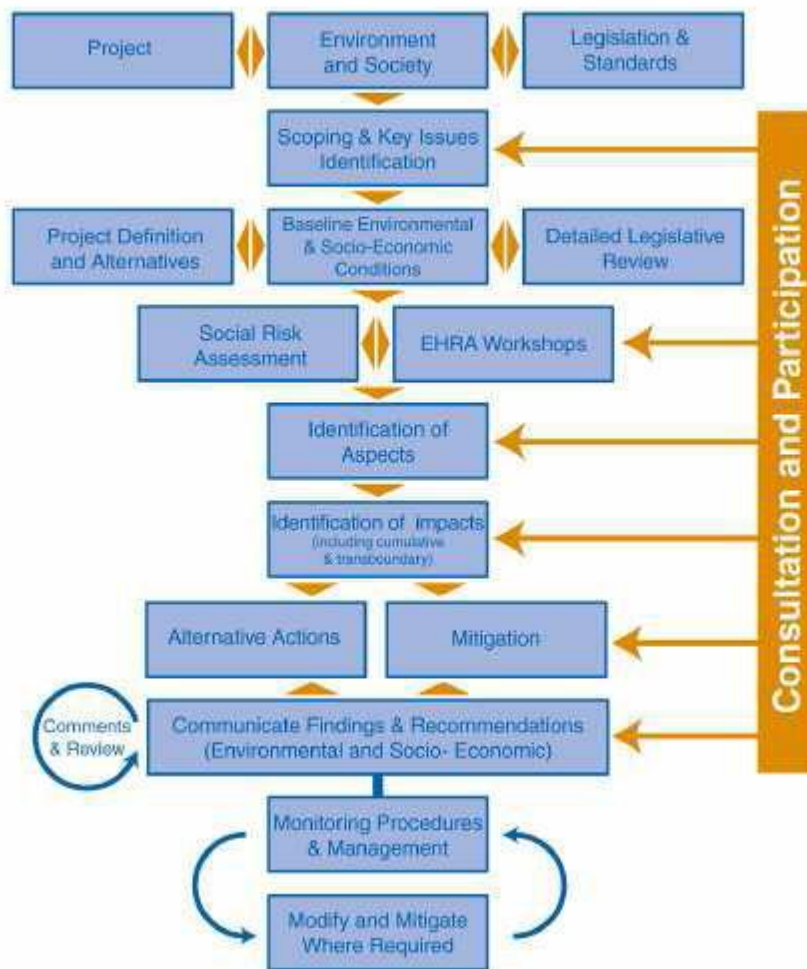 Project
Environment
and Society
Legislation &
Standards
Scoping & Key Issues
Identification
Project Definition
and Alternatives
Baseline Environmental
& Socio-Economic
Conditions
Detailed Legislative
Review
Social Risk
Assessment
EHRA Workshops
Identification of
Aspects
Identification of impacts
(including cumulative
& transboundary)
Alternative Actions
Mitigation
Comments
& Review
Communicate Findings & Recommendations
(Environmental and Socio- Economic)
Monitoring Procedures
& Management
Modify and Mitigate
Where Required
Consultation and Participation